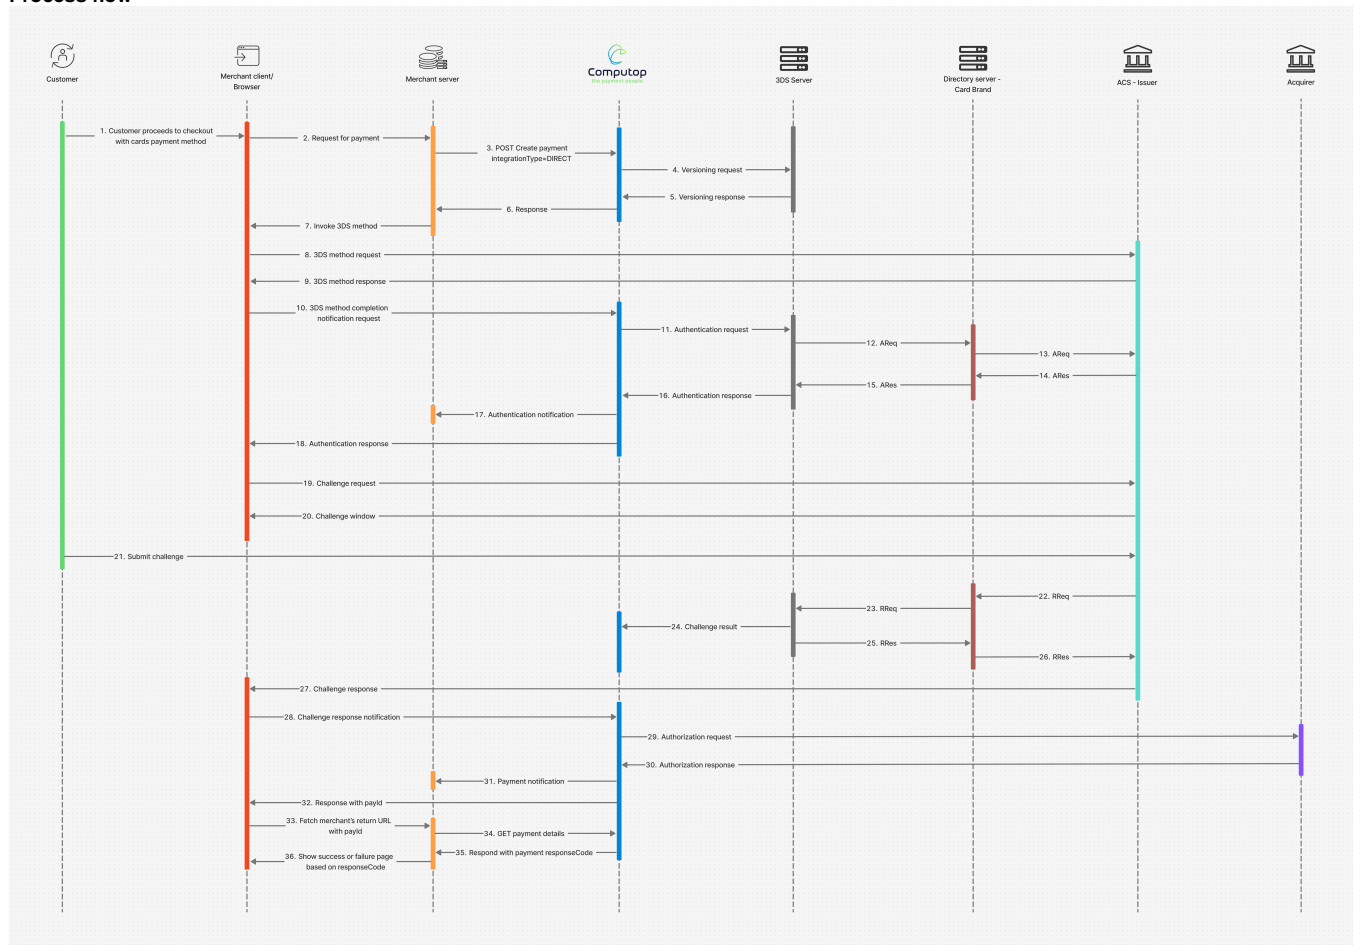 Process flow
Customer
Merchant client/
Browser
Merchant server
Computop
the payment people
3DS Server
Directory server -
Card Brand
ACS - Issuer
Acquirer
1. Customer proceeds to checkout
with cards payment method
2. Request for payment
3. POST Create payment
integrationType=DIRECT
4. Versioning request
5. Versioning response
6. Response
7. Invoke 3DS method
8. 3DS method request
9. 3DS method response
10. 3DS method completion
notification request
11. Authentication request
12. AReq
13. AReq
14. ARes
15. ARes
16. Authentication response
17. Authentication notification
18. Authentication response
19. Challenge request
20. Challenge window
21. Submit challenge
22. RReq
23. RReq
24. Challenge result
25. RRes
26. RRes
27. Challenge response
28. Challenge response notification
29. Authorization request
30. Authorization response
31. Payment notification
32. Response with payId
33. Fetch merchant's return URL
with payId
34. GET payment details
35. Respond with payment responseCode
36. Show success or failure page
based on responseCode